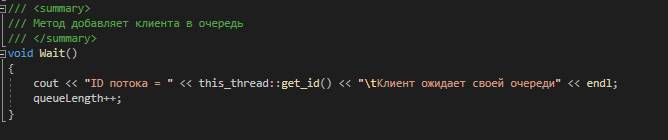 /// <summary>
/// Метод добавляет клиента в очередь
/// </summary>
void Wait()
{
cout << "ID потока = " << this_thread::get_id() << "\tКлиент ожидает своей очереди" << endl;
queueLength++;
}